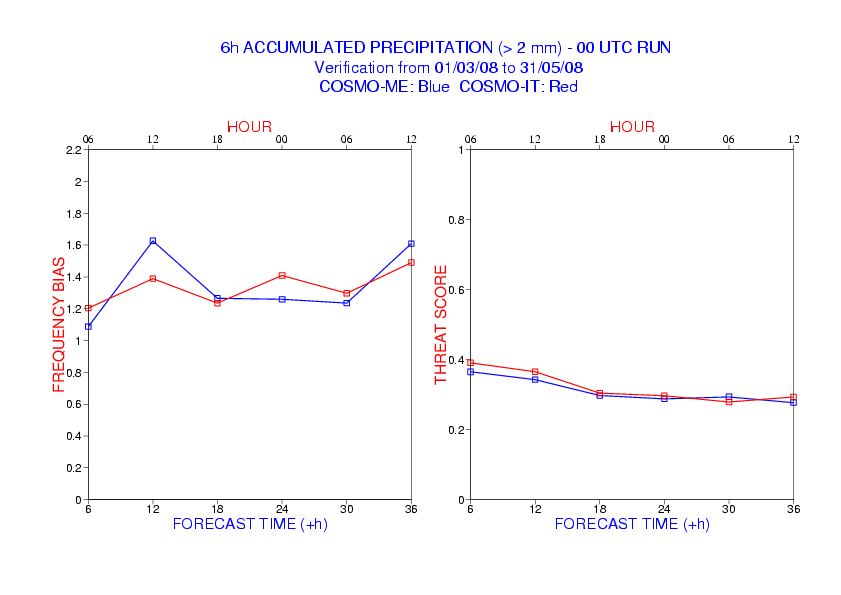 6h ACCUMULATED PRECIPITATION (> 2 mm) - 00 UTC RUN
Verification from 01/03/08 to 31/05/08
COSMO-ME: Blue  COSMO-IT: Red
HOUR
06 12 18 00 06 12
2.2
2
1.8
1.6
1.4
1.2
1
0.8
0.6
0.4
0.2
0
FREQUENCY BIAS
6 12 18 24 30 36
FORECAST TIME (+h)
HOUR
06 12 18 00 06 12
1
0.8
0.6
0.4
0.2
0
THREAT SCORE
6 12 18 24 30 36
FORECAST TIME (+h)